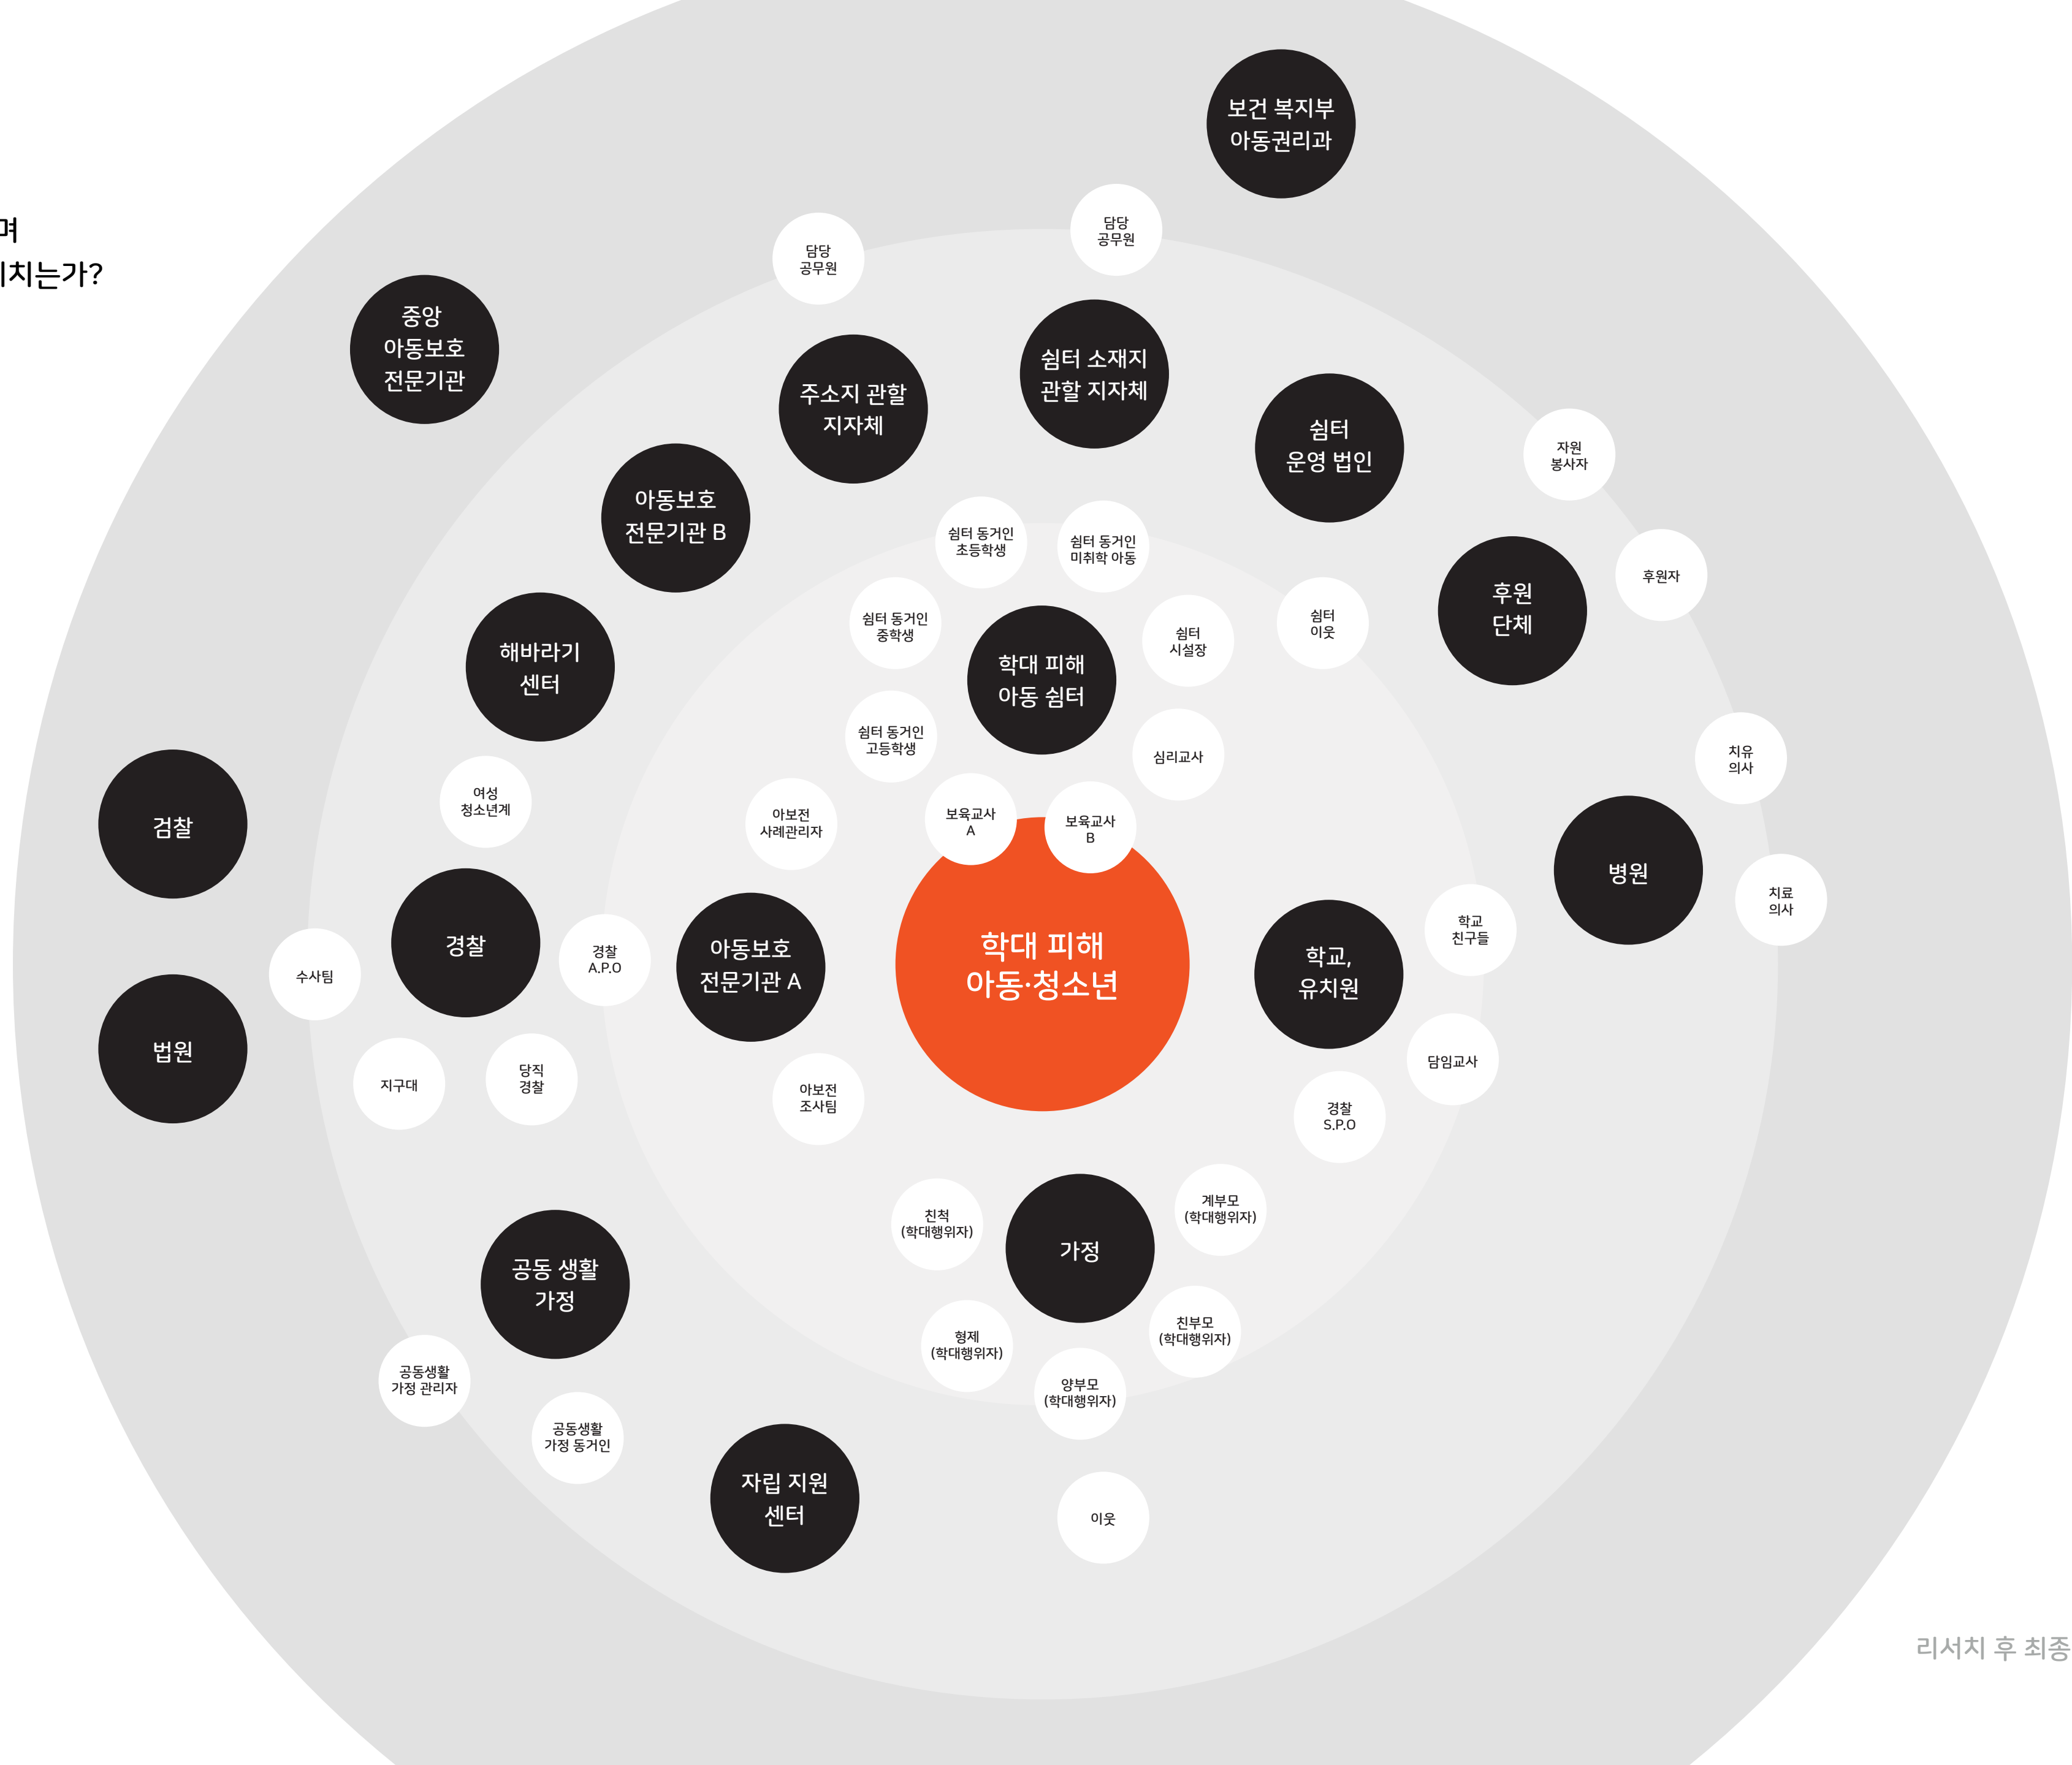 보건 복지부
아동권리과
며
치는가?
담당
공무원
담당
공무원
중앙
아동보호
전문기관
주소지 관할
지자체
쉼터 소재지
관할 지자체
쉼터
운영 법인
자원
봉사자
아동보호
전문기관 B
쉼터 동거인
초등학생
쉼터 동거인
미취학 아동
후원자
후원
단체
쉼터 동거인
중학생
쉼터
시설장
쉼터
이웃
해바라기
센터
학대 피해
아동 쉼터
쉼터 동거인
고등학생
심리교사
치유
의사
여성
청소년계
아보전
사례관리자
보육교사
A
보육교사
B
검찰
경찰
경찰
A.P.O
아동보호
전문기관 A
학대 피해
아동·청소년
학교,
유치원
학교
친구들
병원
치료
의사
수사팀
법원
지구대
당직
경찰
아보전
조사팀
담임교사
경찰
S.P.O
친척
(학대행위자)
가정
계부모
(학대행위자)
공동 생활
가정
형제
(학대행위자)
양부모
(학대행위자)
친부모
(학대행위자)
공동생활
가정 관리자
공동생활
가정 동거인
자립 지원
센터
이웃
리서치 후 최종